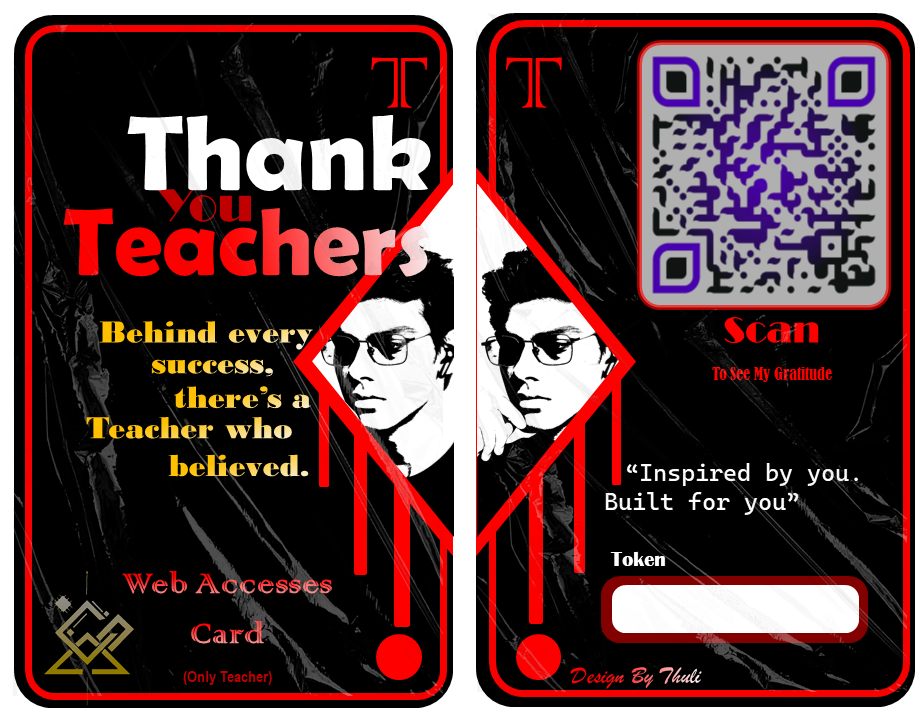 T
Thank
you
Teachers
Behind every
success,
there's a
Teacher who
believed.
Web Accesses
Card
(Only Teacher)
T
Scan
To See My Gratitude
“Inspired by you.
Built for you”
Token
Design By Thuli